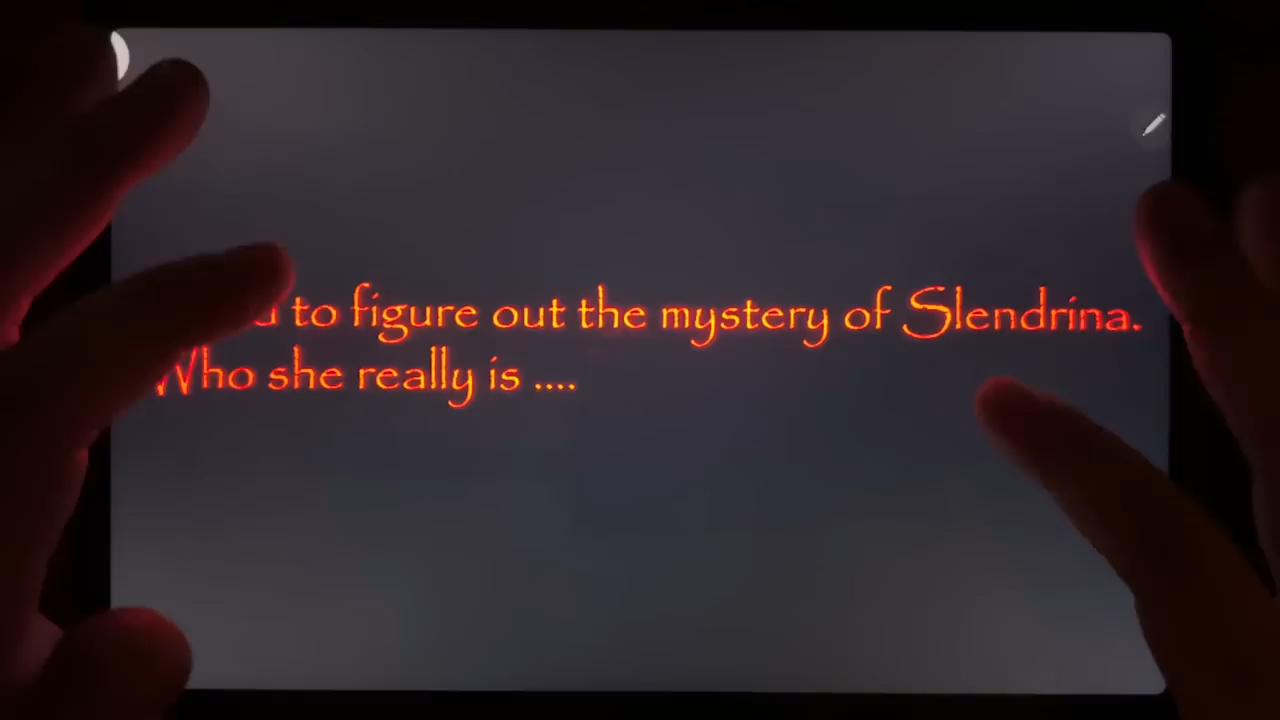 to figure out the mystery of Slendrina.
Who she really is ....